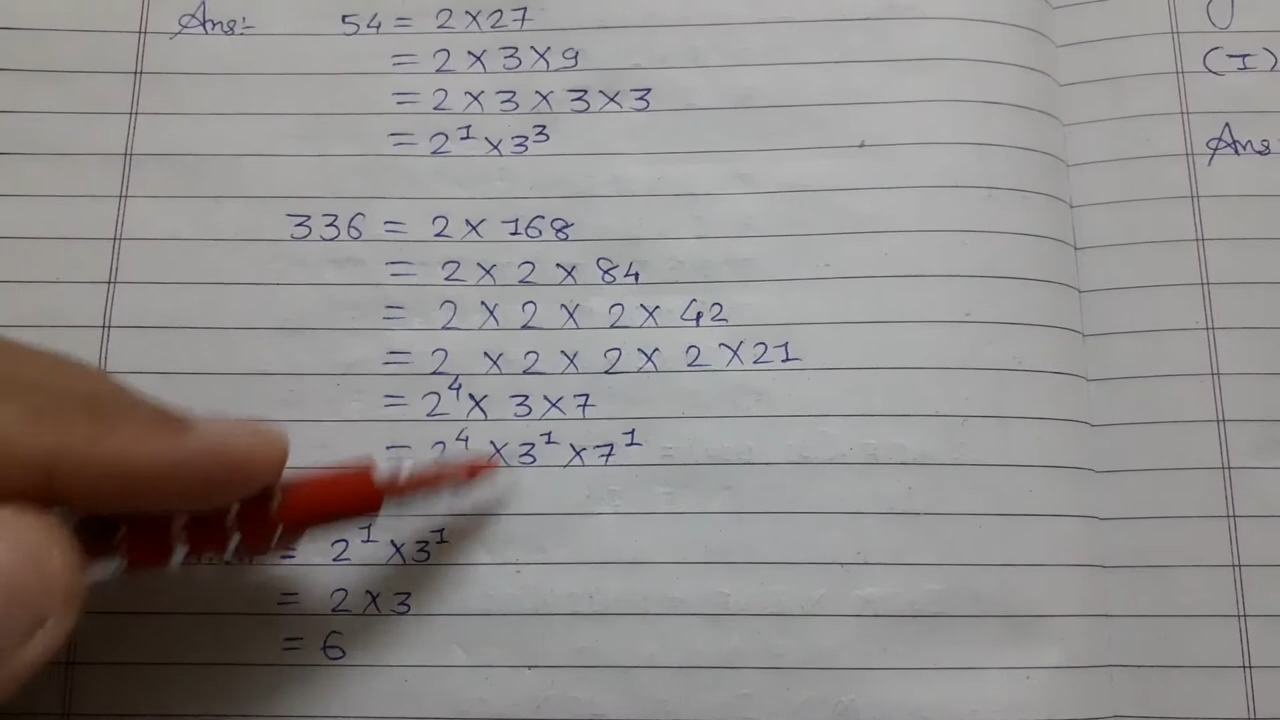 Ans:- 54 = 2 × 27
= 2 × 3 × 9
= 2 × 3 × 3 × 3
= 2¹ × 3³
336 = 2 × 168
= 2 × 2 × 84
= 2 × 2 × 2 × 42
= 2 × 2 × 2 × 2 × 21
= 2⁴ × 3 × 7
= 2⁴ × 3¹ × 7¹
= 2¹ × 3¹
= 2 × 3
= 6
(I)
Ans